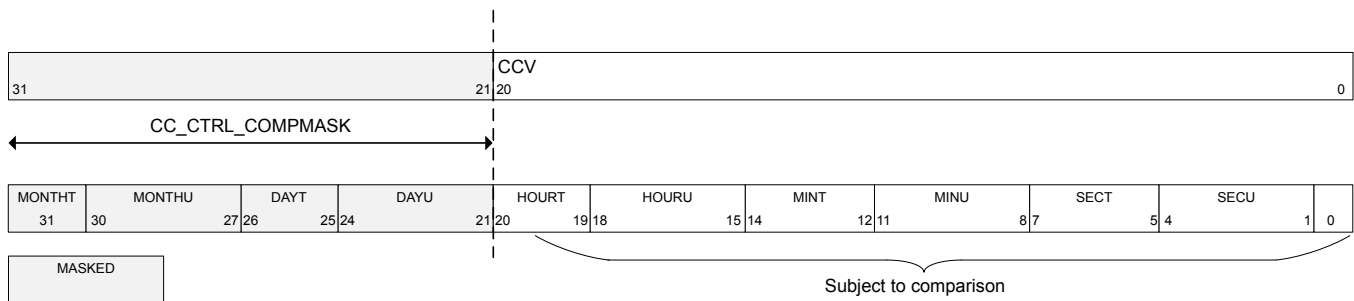 CCV
31 21 20 0
CC_CTRL_COMPMASK
MONTHT MONTHU DAYT DAYU HOURT HOURU MINT MINU SECT SECU
31 30 27 26 25 24 21 20 19 18 15 14 12 11 8 7 5 4 1 0
MASKED
Subject to comparison